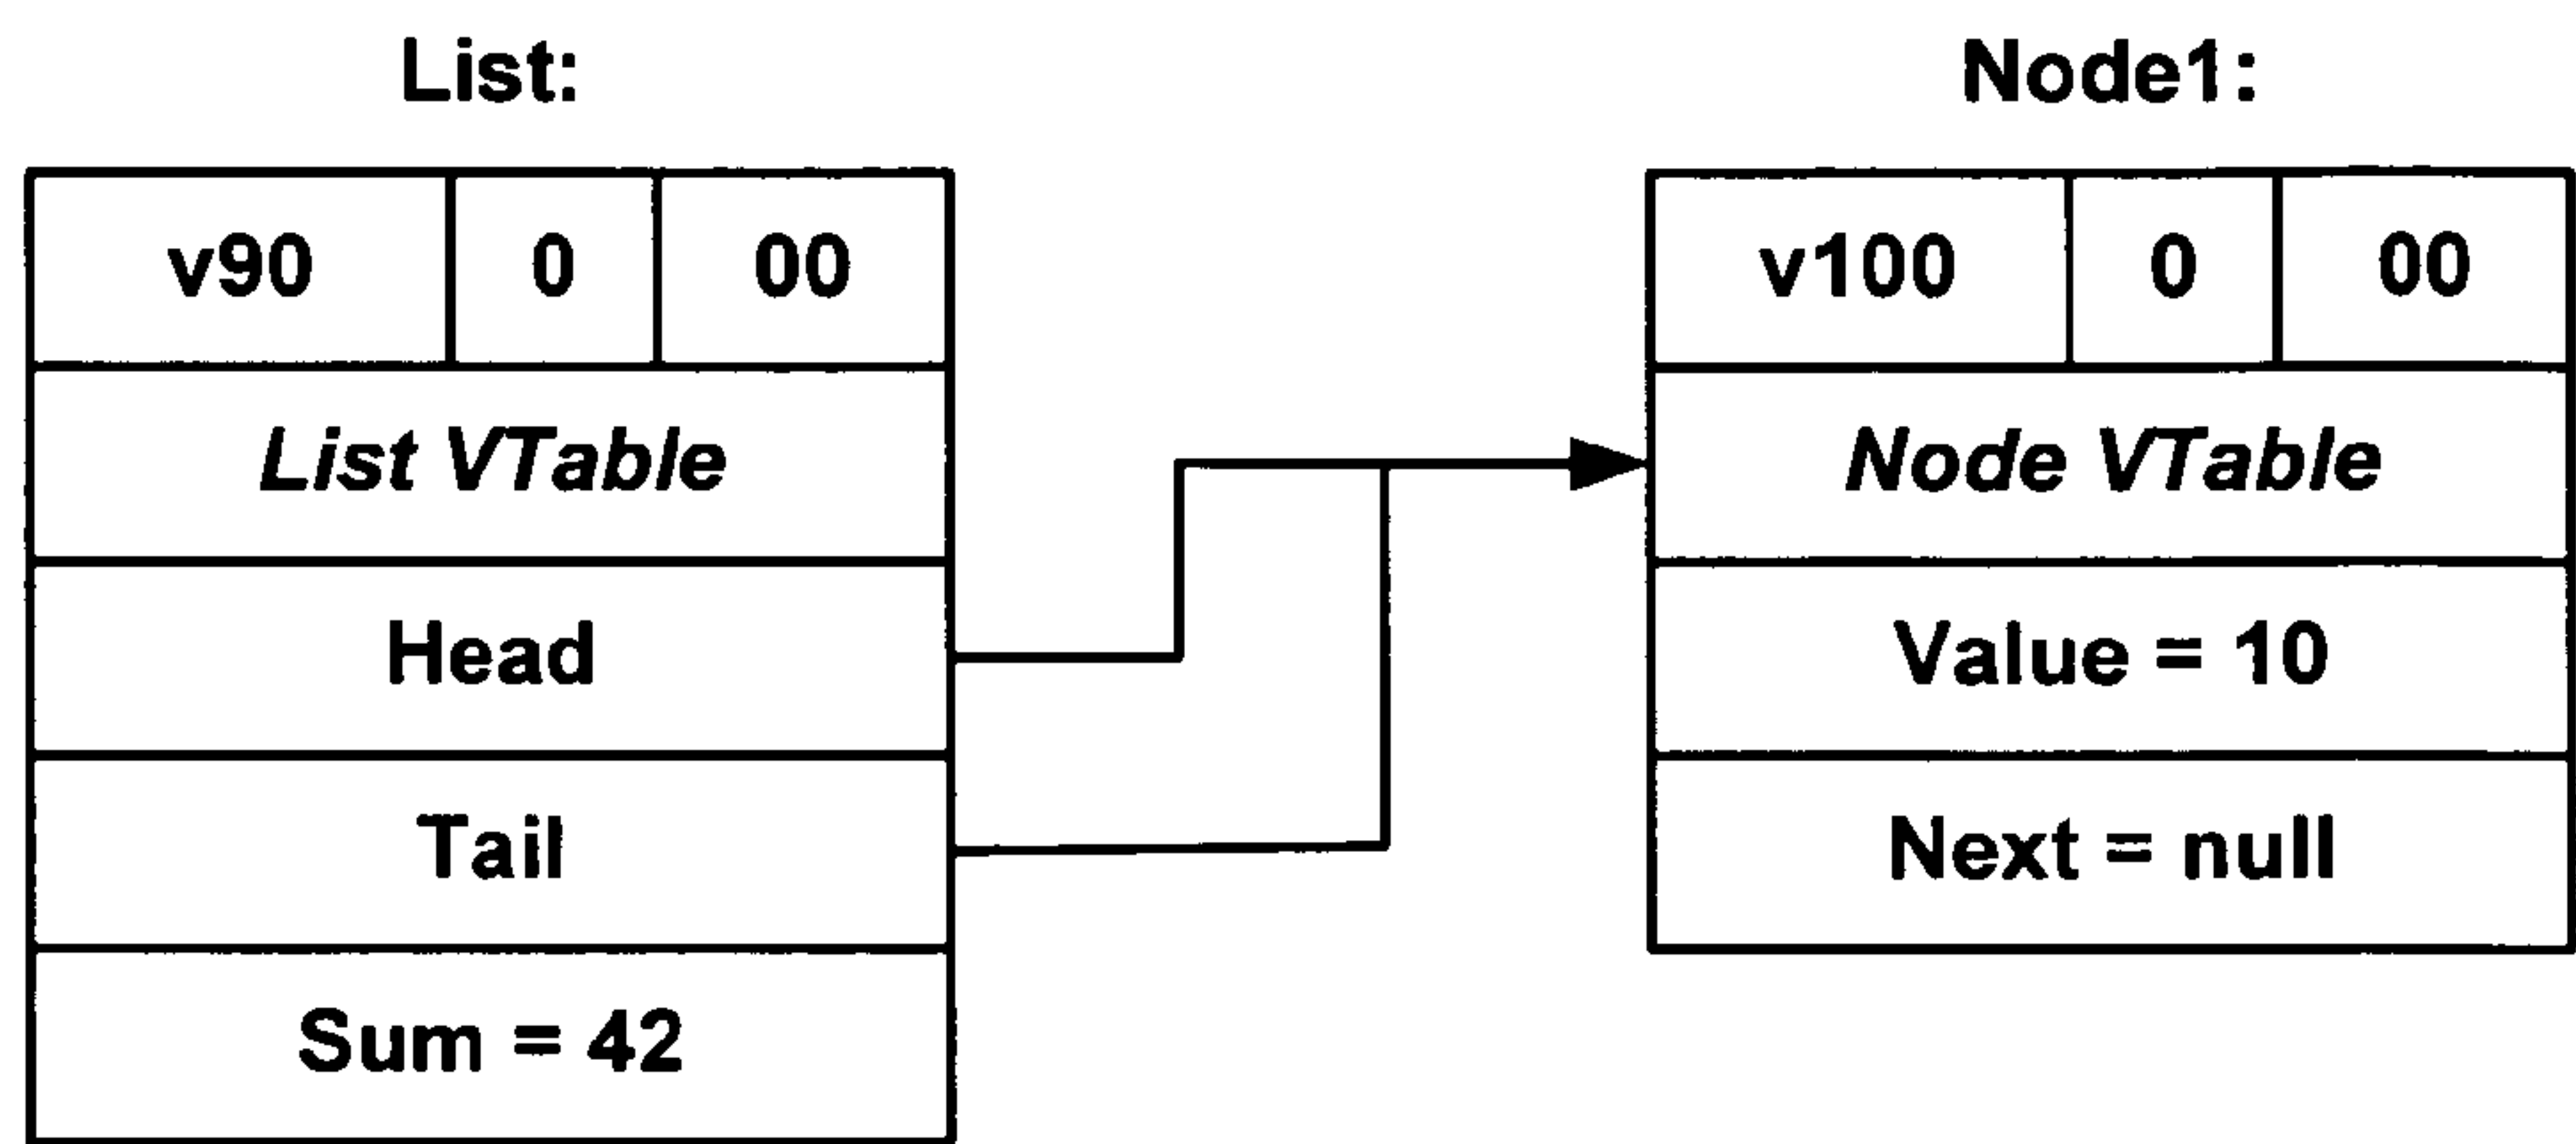 List:
v90 0 00
List VTable
Head
Tail
Sum = 42
Node1:
v100 0 00
Node VTable
Value = 10
Next = null